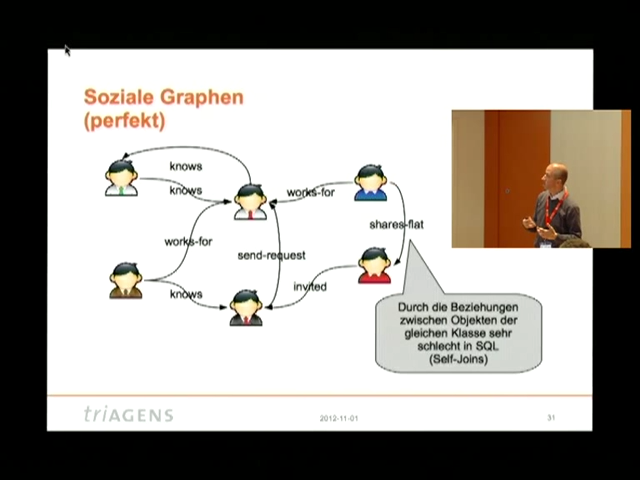 Soziale Graphen
(perfekt)
knows
knows
works-for
works-for
shares-flat
send-request
knows
invited
Durch die Beziehungen
zwischen Objekten der
gleichen Klasse sehr
schlecht in SQL
(Self-Joins)
triAGENS
2012-11-01
31